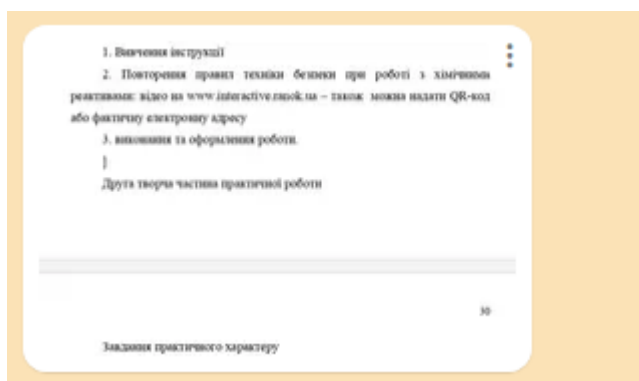 1. Вивчення інструкції
2. Повторення правил техніки безпеки при роботі з хімічними
реактивами: відео на www.interactive.ranok.ua – також можна надати QR-код
або фактичну електронну адресу
3. виконання та оформлення роботи.
]
Друга творча частина практичної роботи
30
Завдання практичного характеру